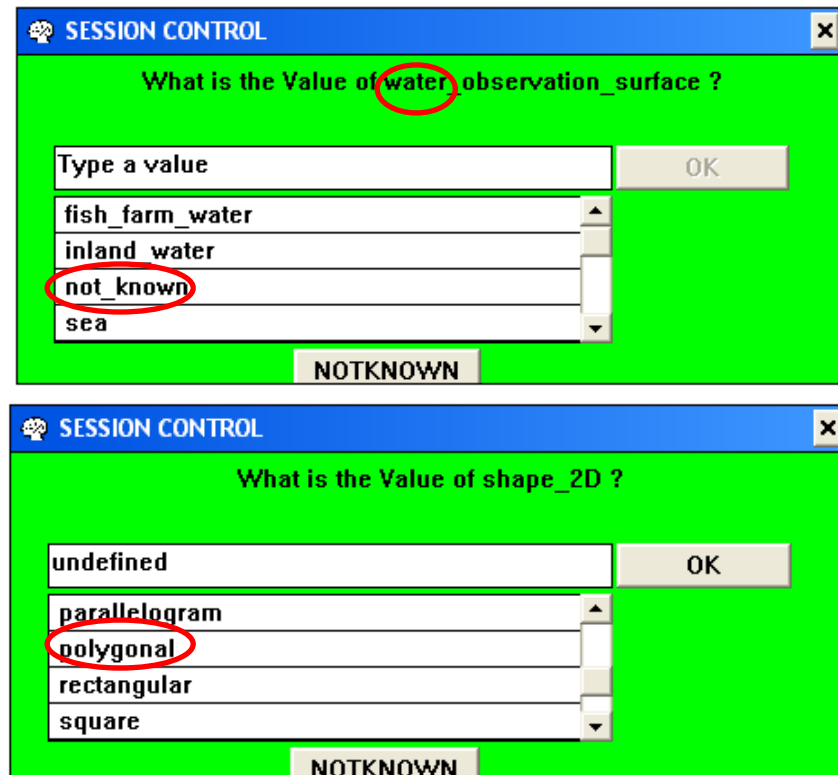 SESSION CONTROL
What is the Value of water_observation_surface ?
Type a value
OK
fish_farm_water
inland_water
not_known
sea
NOTKNOWN
SESSION CONTROL
What is the Value of shape_2D ?
undefined
OK
parallelogram
polygonal
rectangular
square
NOTKNOWN